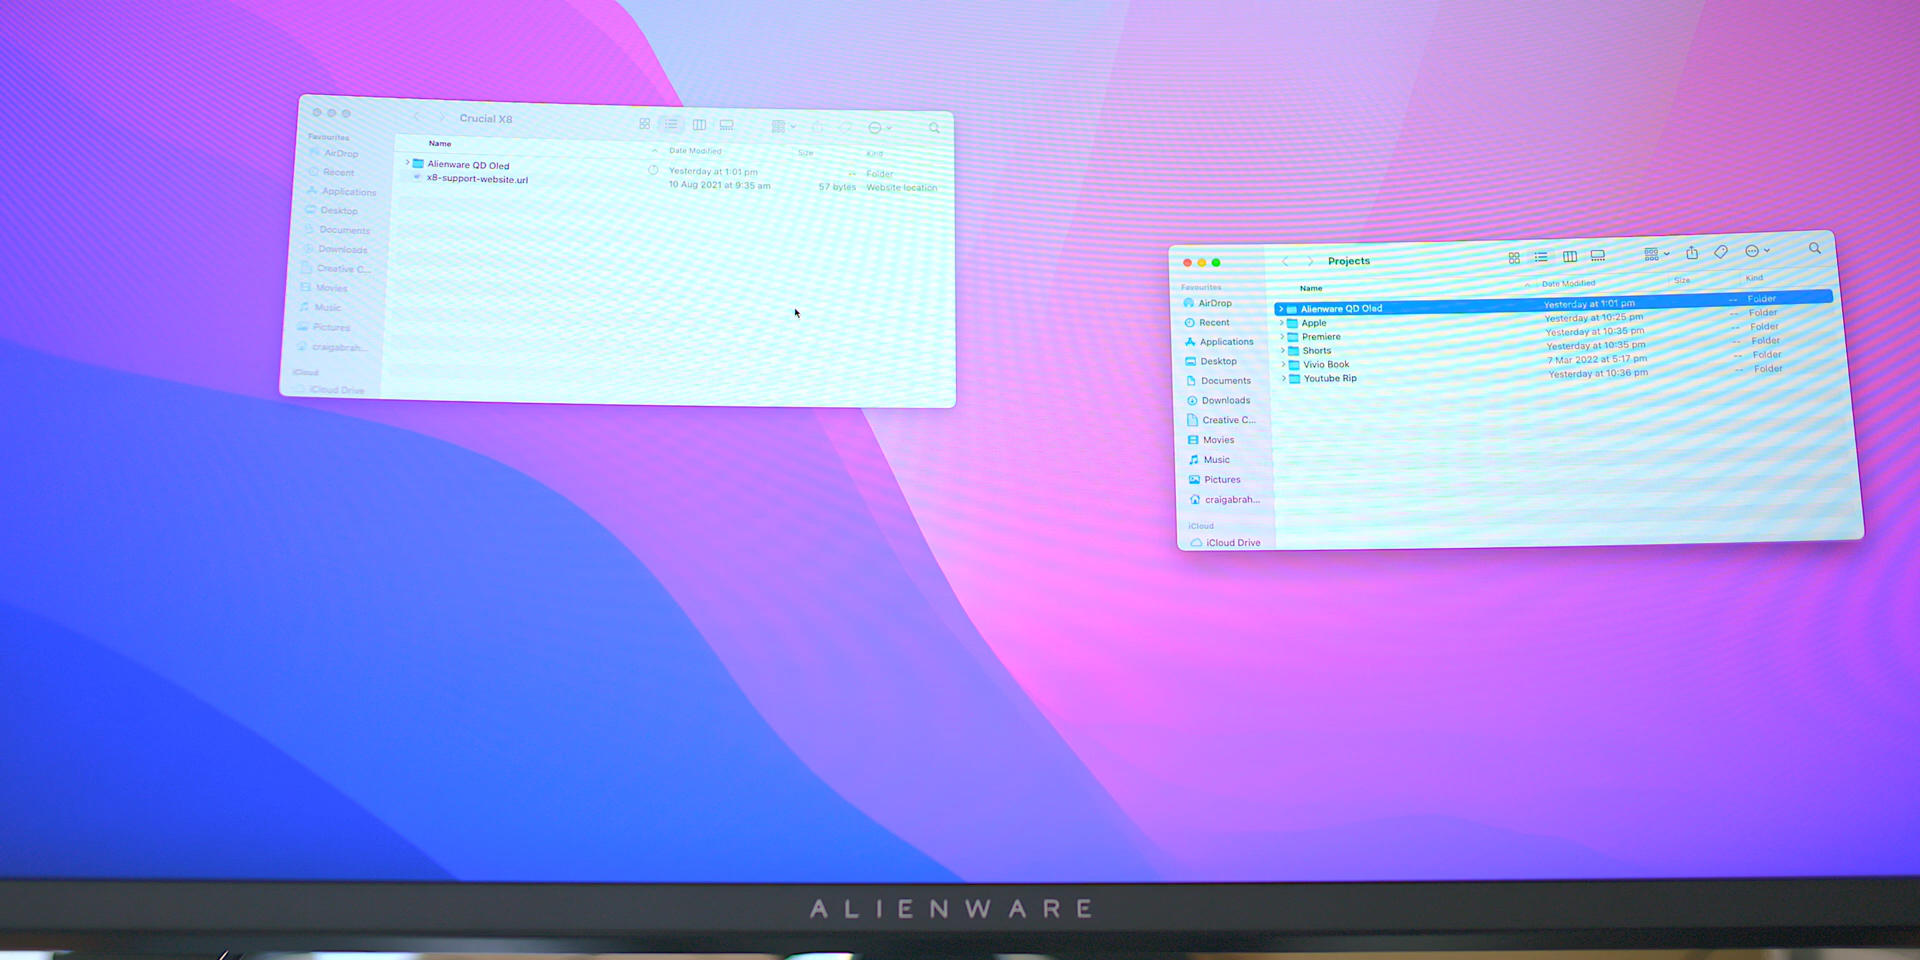 Crucial X8
Favourites
AirDrop
Recent
Applications
Desktop
Documents
Downloads
Creative C...
Movies
Music
Pictures
craigabrah...
iCloud
iCloud Drive
Name Date Modified Size Kind
Alienware QD Oled Yesterday at 1:01 pm -- Folder
x8-support-website.url 10 Aug 2021 at 9:35 am 57 bytes Website location
Projects
Favourites
AirDrop
Recent
Applications
Desktop
Documents
Downloads
Creative C...
Movies
Music
Pictures
craigabrah...
iCloud
iCloud Drive
Name Date Modified Size Kind
Alienware QD Oled Yesterday at 1:01 pm -- Folder
Apple Yesterday at 10:25 pm -- Folder
Premiere Yesterday at 10:35 pm -- Folder
Shorts Yesterday at 10:35 pm -- Folder
Vivio Book 7 Mar 2022 at 5:17 pm -- Folder
Youtube Rip Yesterday at 10:36 pm -- Folder
ALIENWARE